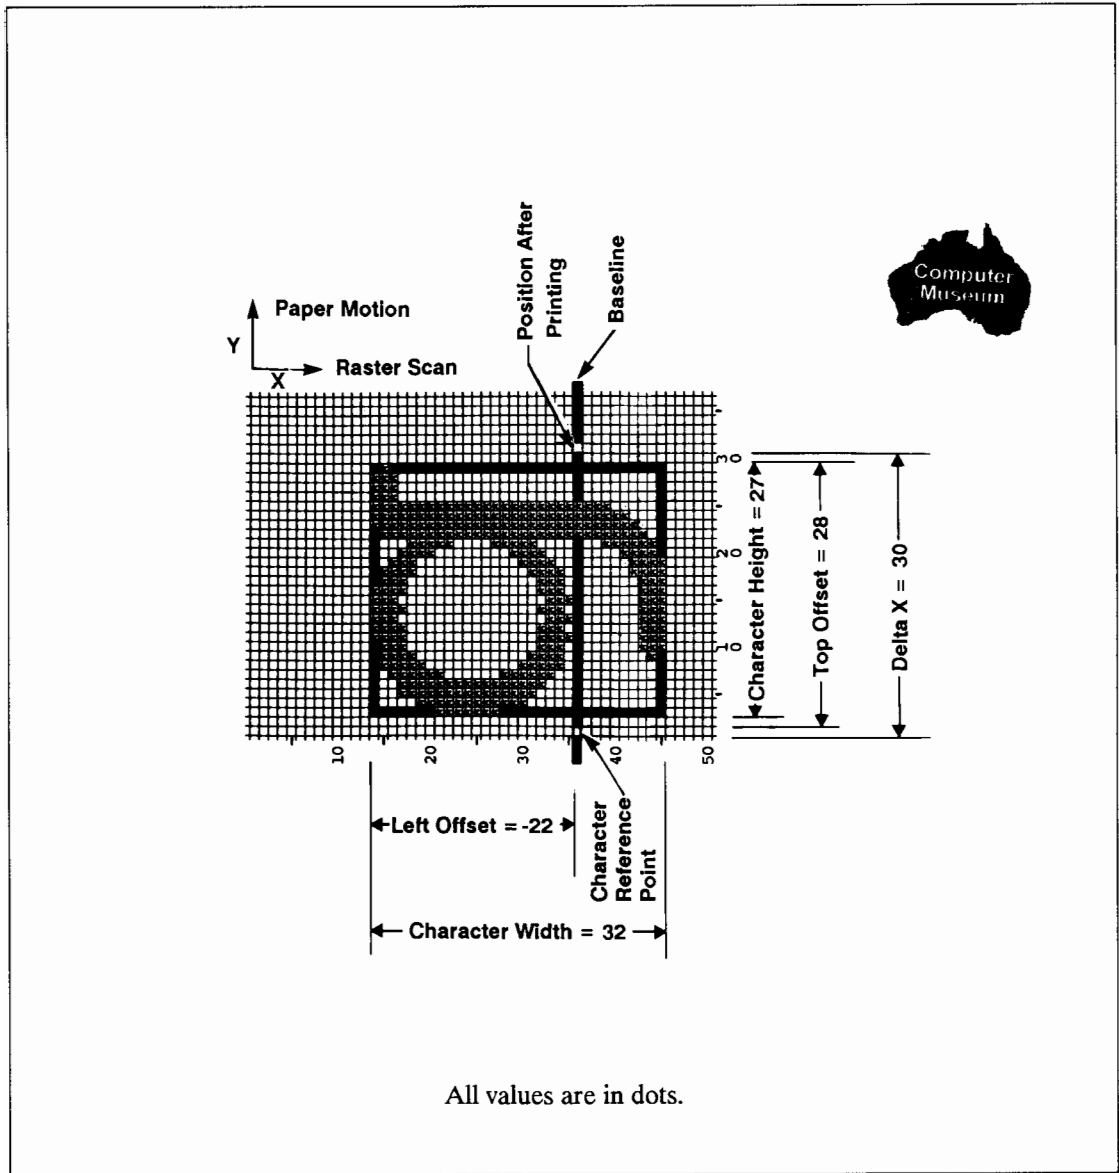 Position After
Printing
Baseline
Computer
Museum
Paper Motion
Y
X
Raster Scan
30
20
10
Character Height = 27
Top Offset = 28
Delta X = 30
10
20
30
40
50
Left Offset = -22
Character
Reference
Point
Character Width = 32
All values are in dots.